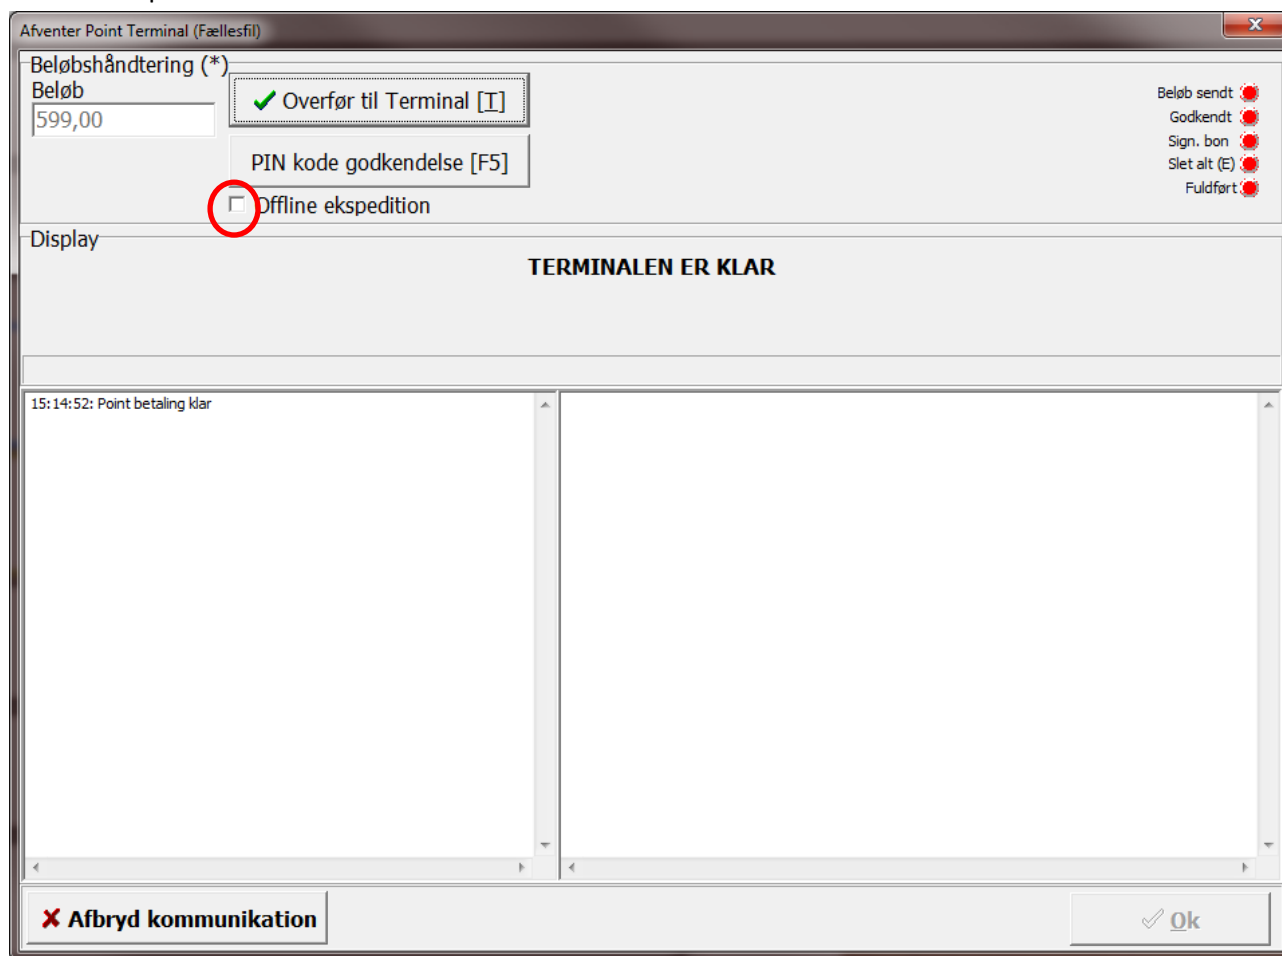 Afventer Point Terminal (Fællesfil)
Beløbshåndtering (*)
Beløb
599,00
Overfør til Terminal [T]
PIN kode godkendelse [F5]
Offline ekspedition
Beløb sendt
Godkendt
Sign. bon
Slet alt (E)
Fuldført
Display
TERMINALEN ER KLAR
15:14:52: Point betaling klar
Afbryd kommunikation
Ok